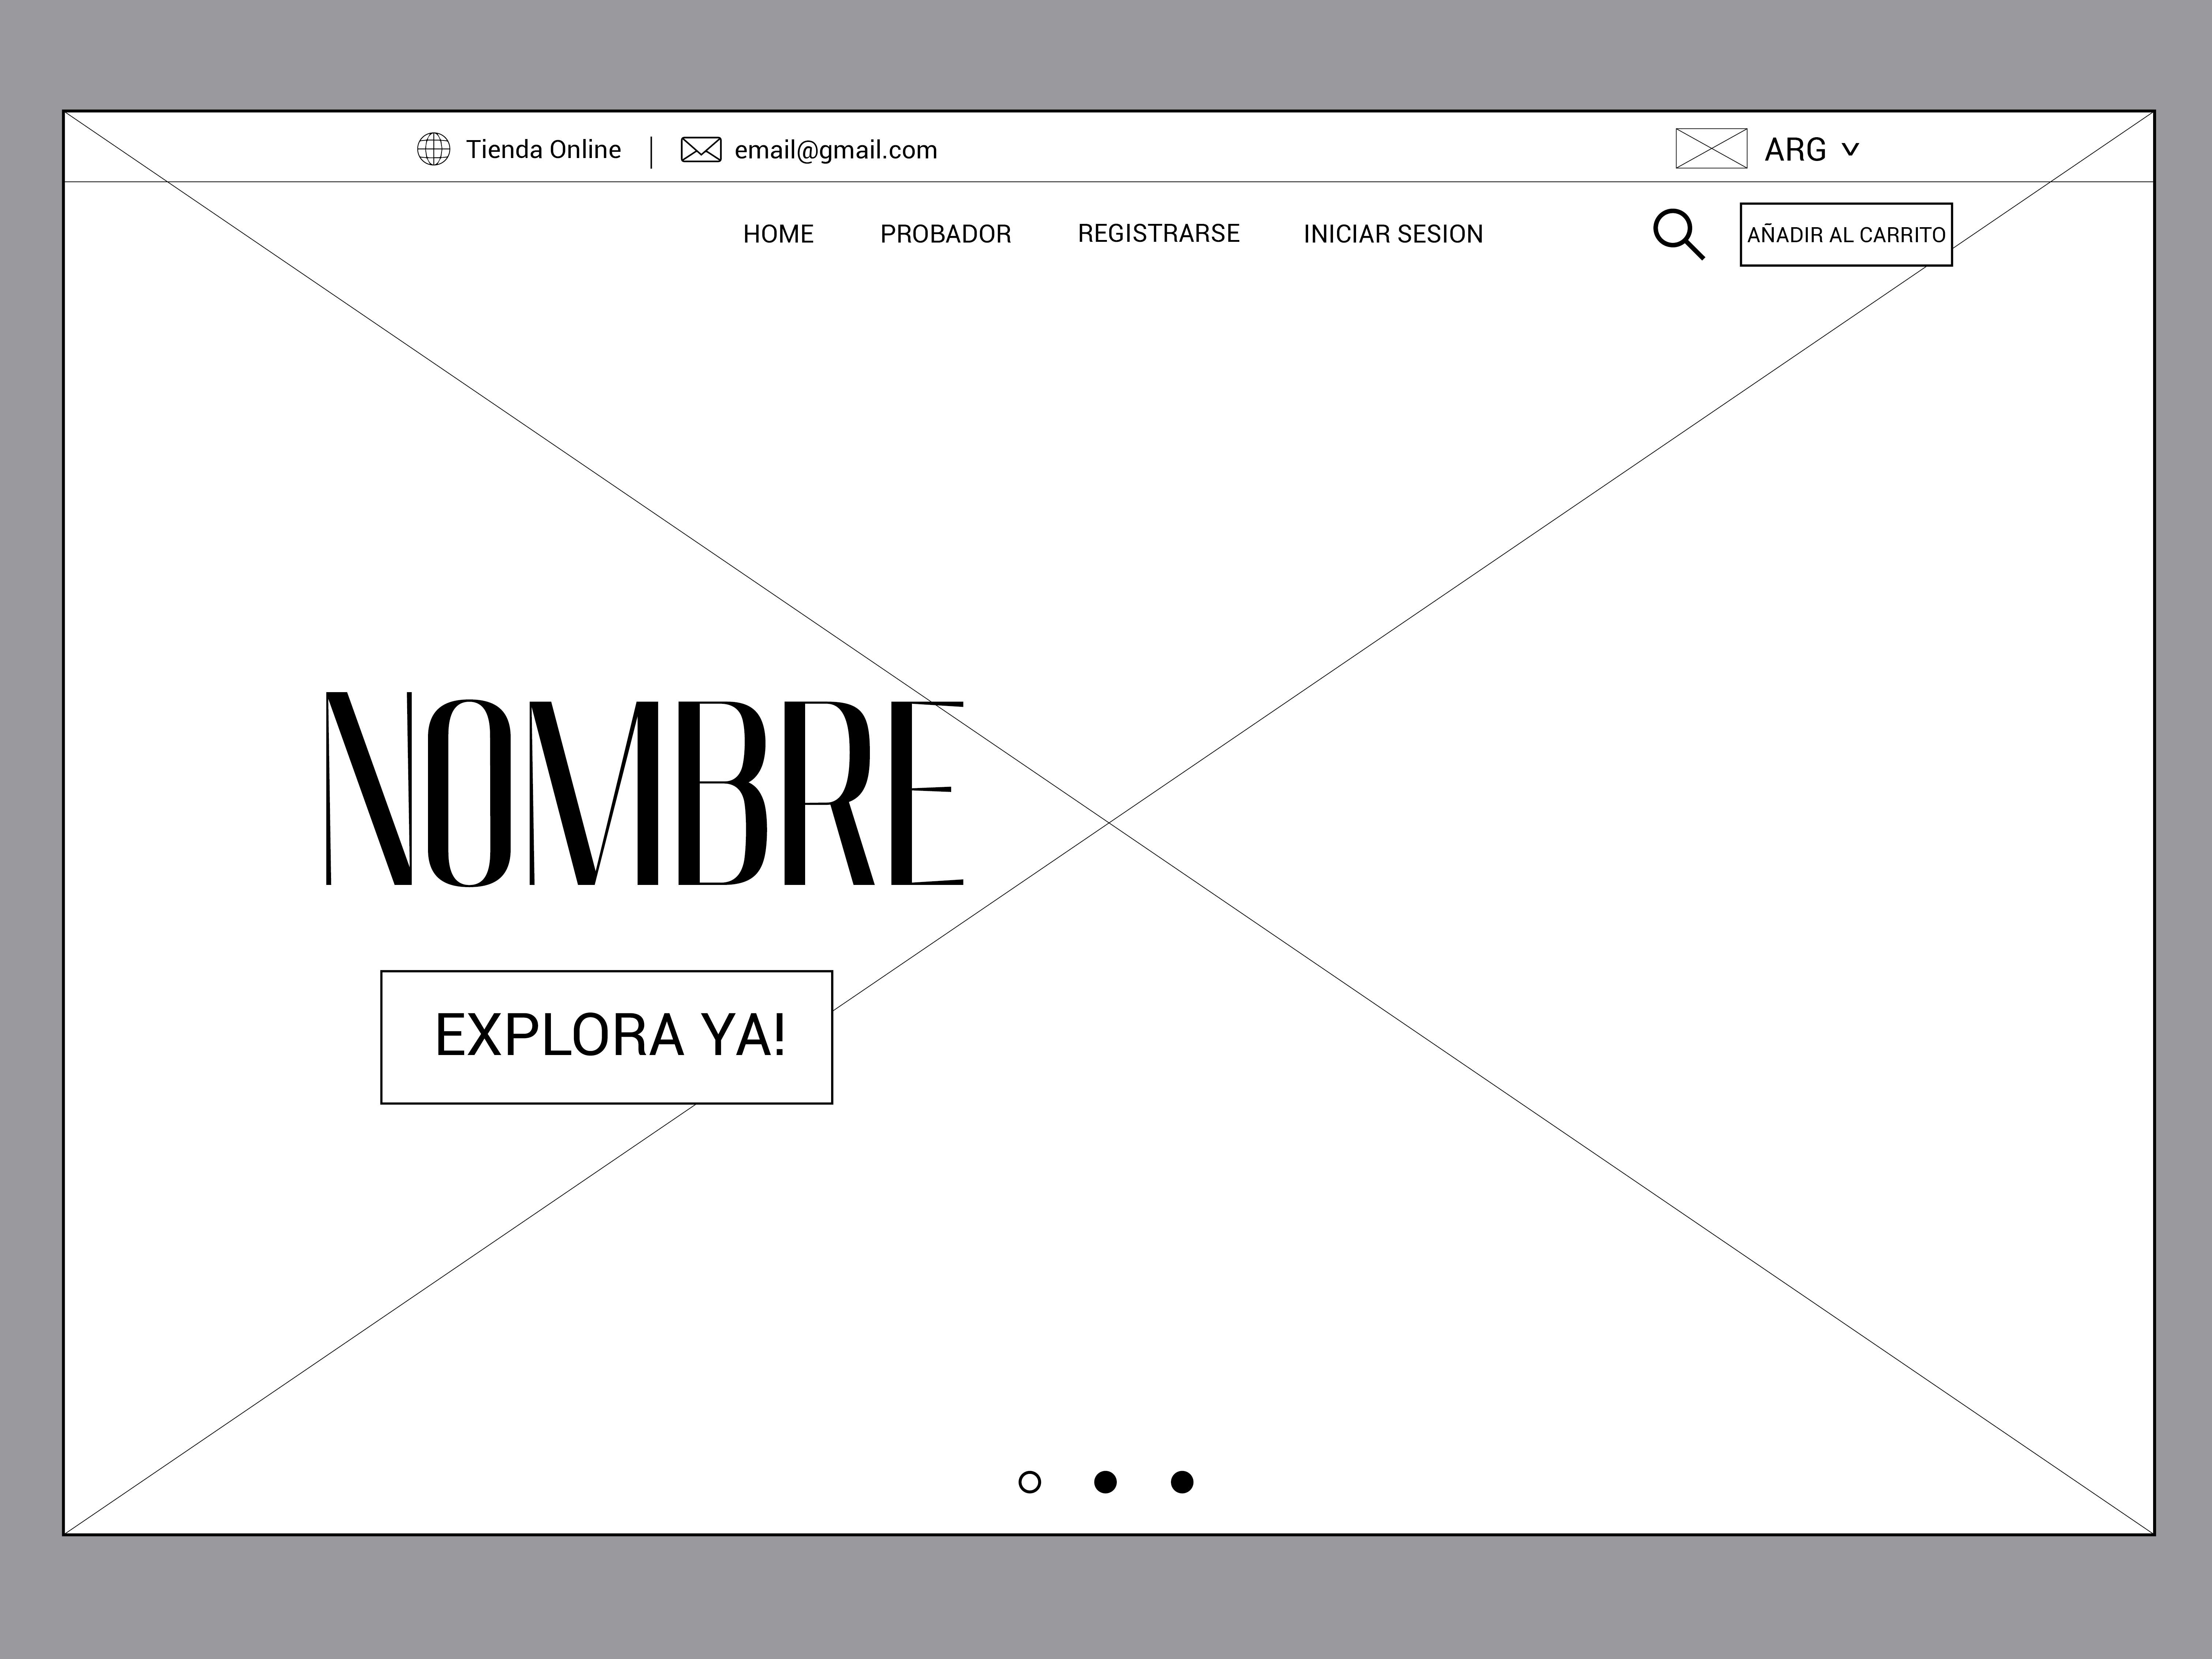 Tienda Online | email@gmail.com ARG
HOME PROBADOR REGISTRARSE INICIAR SESION AÑADIR AL CARRITO
NOMBRE
EXPLORA YA!